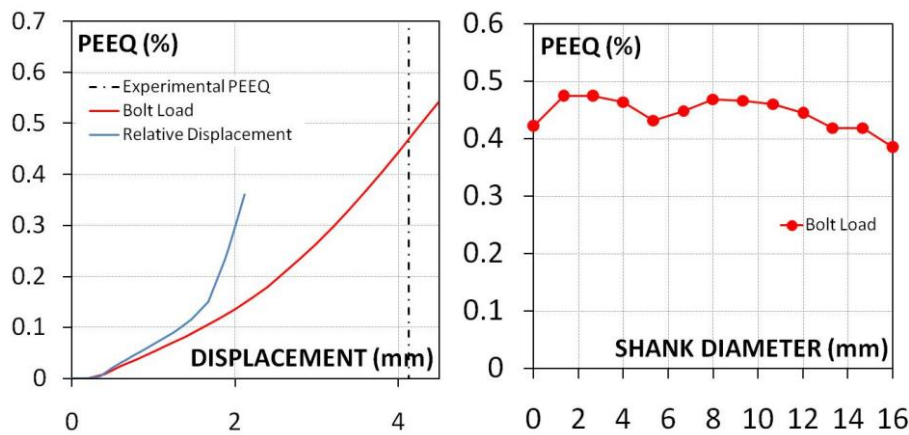 0.7
PEEQ (%)
0.6
Experimental PEEQ
Bolt Load
0.5
Relative Displacement
0.4
0.3
0.2
0.1
DISPLACEMENT (mm)
0
0 2 4
0.6
PEEQ (%)
0.5
0.4
0.3
Bolt Load
0.2
0.1
SHANK DIAMETER (mm)
0
0 2 4 6 8 10 12 14 16